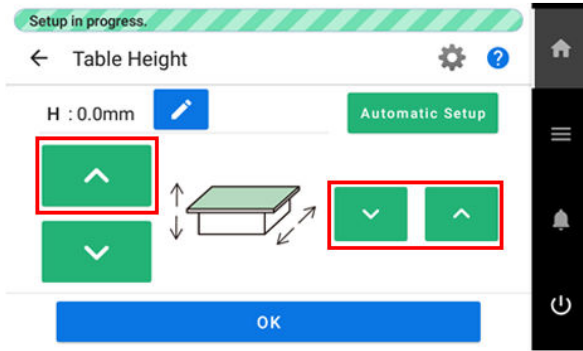 Setup in progress.
Table Height
H : 0.0mm
Automatic Setup
OK